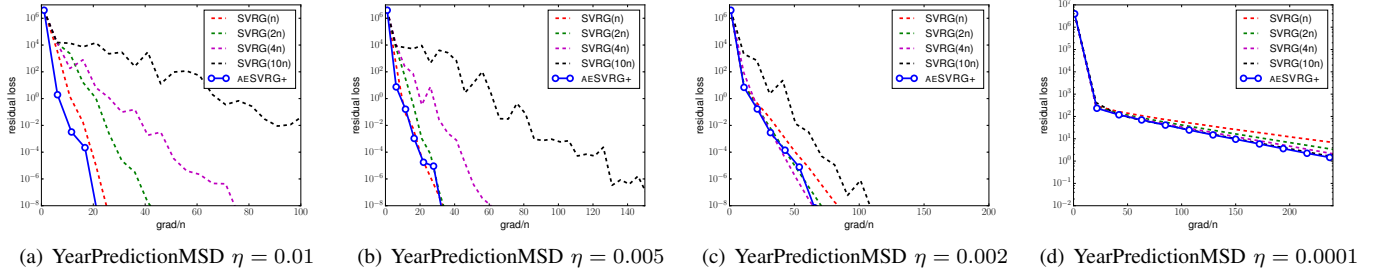 10^6
10^4
10^2
10^0
10^-2
10^-4
10^-6
10^-8
residual loss
SVRG(n)
SVRG(2n)
SVRG(4n)
SVRG(10n)
AESVRG+
0 20 40 60 80 100
grad/n
(a) YearPredictionMSD η = 0.01
10^6
10^4
10^2
10^0
10^-2
10^-4
10^-6
10^-8
residual loss
SVRG(n)
SVRG(2n)
SVRG(4n)
SVRG(10n)
AESVRG+
0 20 40 60 80 100 120 140
grad/n
(b) YearPredictionMSD η = 0.005
10^6
10^4
10^2
10^0
10^-2
10^-4
10^-6
10^-8
residual loss
SVRG(n)
SVRG(2n)
SVRG(4n)
SVRG(10n)
AESVRG+
0 50 100 150 200
grad/n
(c) YearPredictionMSD η = 0.002
10^7
10^6
10^5
10^4
10^3
10^2
10^1
10^0
10^-1
10^-2
residual loss
SVRG(n)
SVRG(2n)
SVRG(4n)
SVRG(10n)
AESVRG+
0 50 100 150 200
grad/n
(d) YearPredictionMSD η = 0.0001